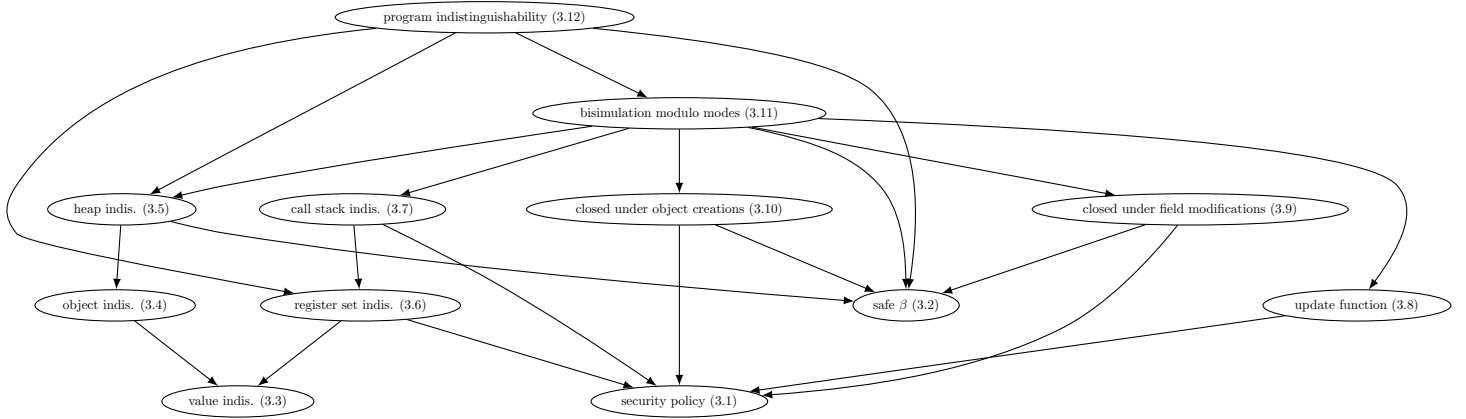 program indistinguishability (3.12)
bisimulation modulo modes (3.11)
heap indis. (3.5)
call stack indis. (3.7)
closed under object creations (3.10)
closed under field modifications (3.9)
object indis. (3.4)
register set indis. (3.6)
safe β (3.2)
update function (3.8)
value indis. (3.3)
security policy (3.1)